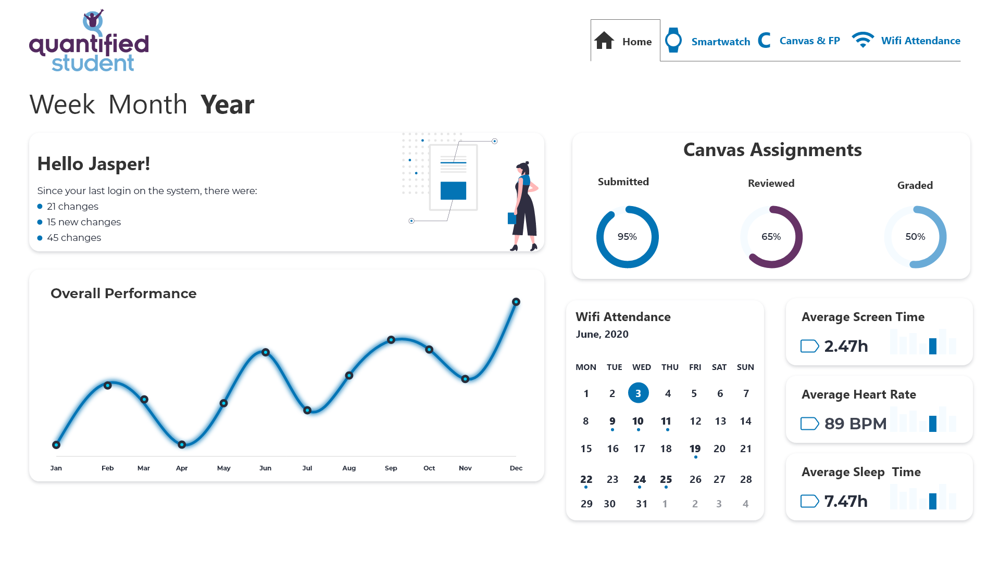 quantified
student
Home Smartwatch C Canvas & FP Wifi Attendance
Week Month Year
Hello Jasper!
Since your last login on the system, there were:
21 changes
15 new changes
45 changes
Canvas Assignments
Submitted Reviewed Graded
95% 65% 50%
Overall Performance
Jan Feb Mar Apr May Jun Jul Aug Sep Oct Nov Dec
Wifi Attendance
June, 2020
MON TUE WED THU FRI SAT SUN
1 2 3 4 5 6 7
8 9 10 11 12 13 14
15 16 17 18 19 20 21
22 23 24 25 26 27 28
29 30 31 1 2 3 4
Average Screen Time
2.47h
Average Heart Rate
89 BPM
Average Sleep Time
7.47h